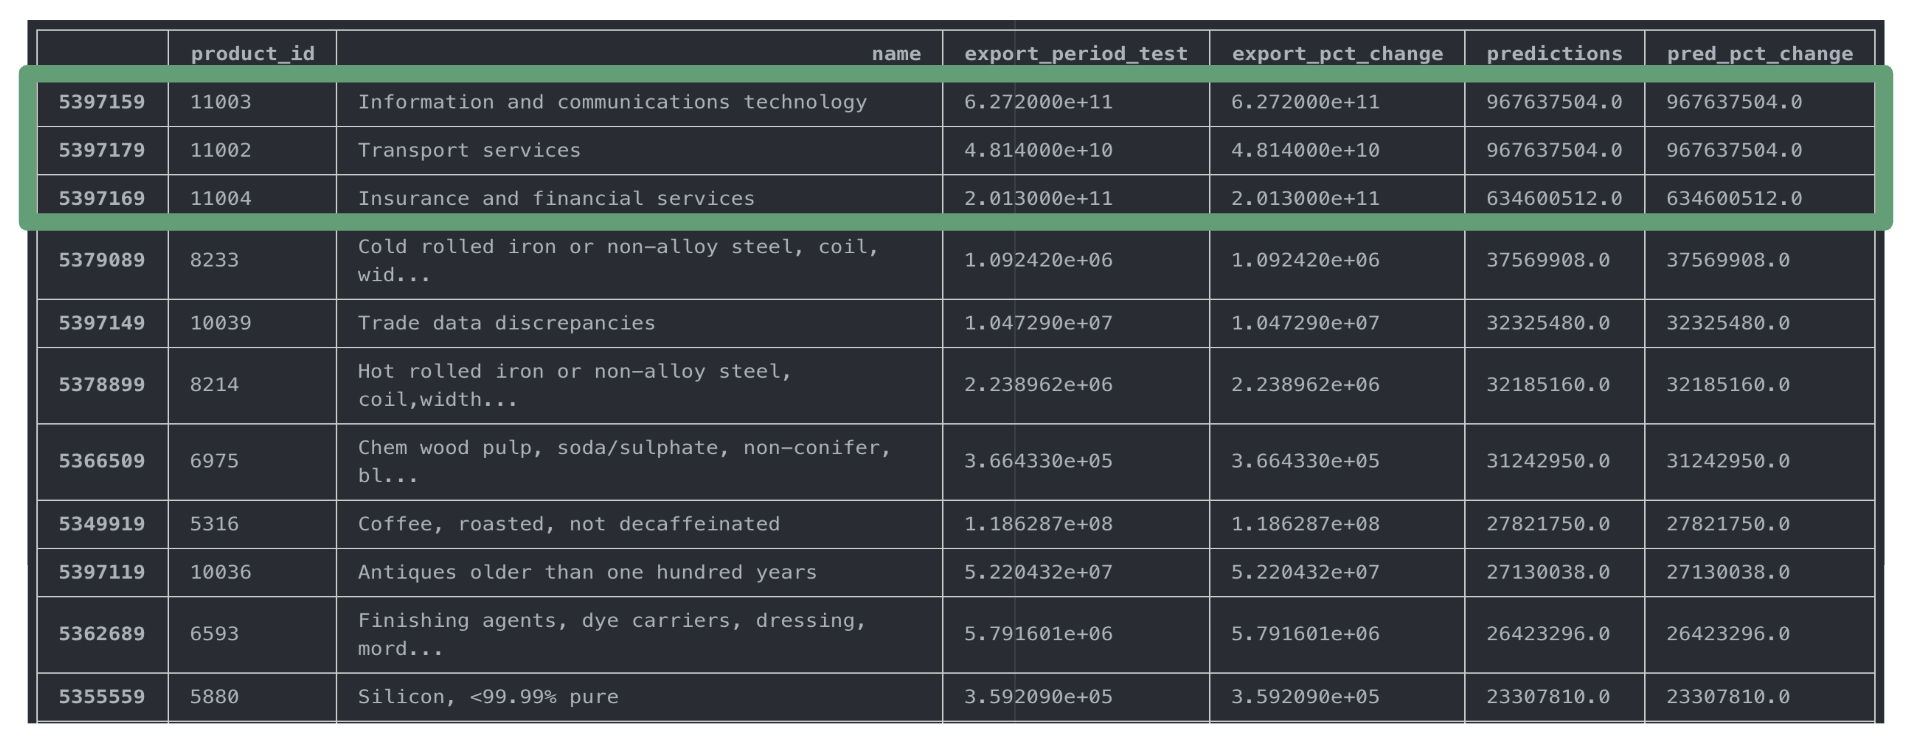 product_id name export_period_test export_pct_change predictions pred_pct_change
5397159 11003 Information and communications technology 6.272000e+11 6.272000e+11 967637504.0 967637504.0
5397179 11002 Transport services 4.814000e+10 4.814000e+10 967637504.0 967637504.0
5397169 11004 Insurance and financial services 2.013000e+11 2.013000e+11 634600512.0 634600512.0
5379089 8233 Cold rolled iron or non-alloy steel, coil, 1.092420e+06 1.092420e+06 37569908.0 37569908.0
wid...
5397149 10039 Trade data discrepancies 1.047290e+07 1.047290e+07 32325480.0 32325480.0
5378899 8214 Hot rolled iron or non-alloy steel, 2.238962e+06 2.238962e+06 32185160.0 32185160.0
coil,width...
5366509 6975 Chem wood pulp, soda/sulphate, non-conifer, 3.664330e+05 3.664330e+05 31242950.0 31242950.0
bl...
5349919 5316 Coffee, roasted, not decaffeinated 1.186287e+08 1.186287e+08 27821750.0 27821750.0
5397119 10036 Antiques older than one hundred years 5.220432e+07 5.220432e+07 27130038.0 27130038.0
5362689 6593 Finishing agents, dye carriers, dressing, 5.791601e+06 5.791601e+06 26423296.0 26423296.0
mord...
5355559 5880 Silicon, <99.99% pure 3.592090e+05 3.592090e+05 23307810.0 23307810.0